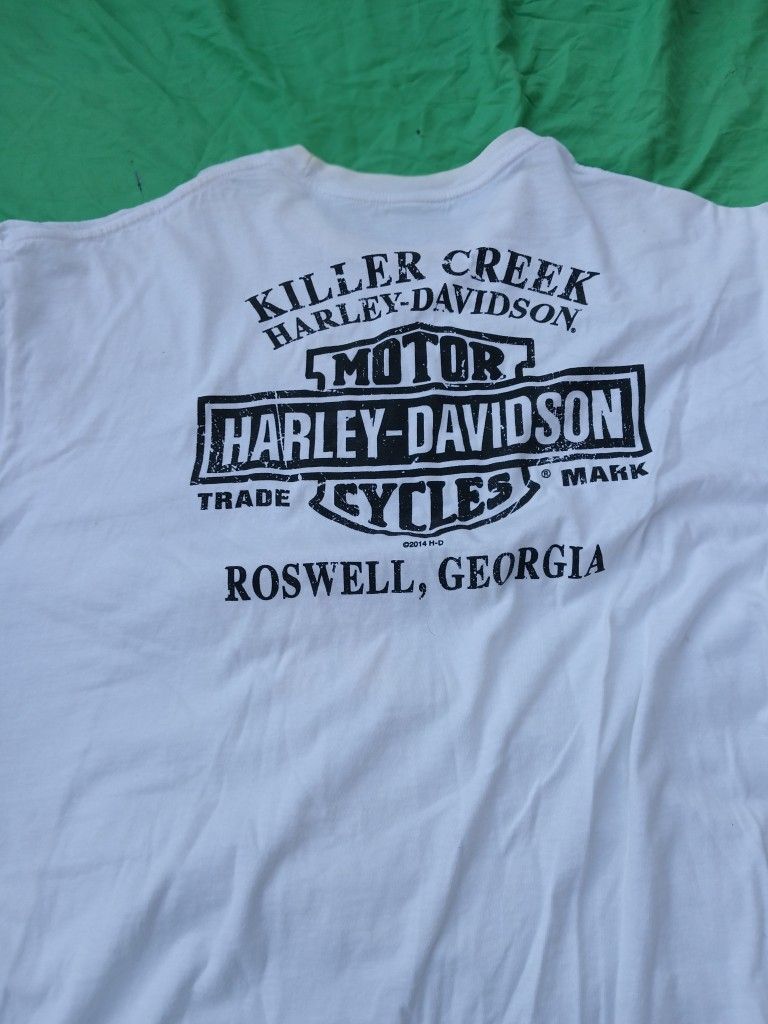 KILLER CREEK
HARLEY-DAVIDSON®
MOTOR
HARLEY-DAVIDSON
TRADE CYCLES® MARK
©2014 H-D
ROSWELL, GEORGIA